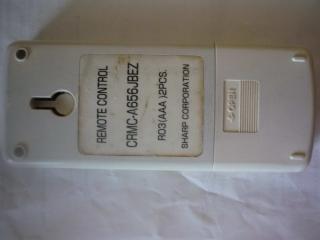 REMOTE CONTROL
CRMC-A656JBEZ
R03(AAA)2PCS.
SHARP CORPORATION
OPEN